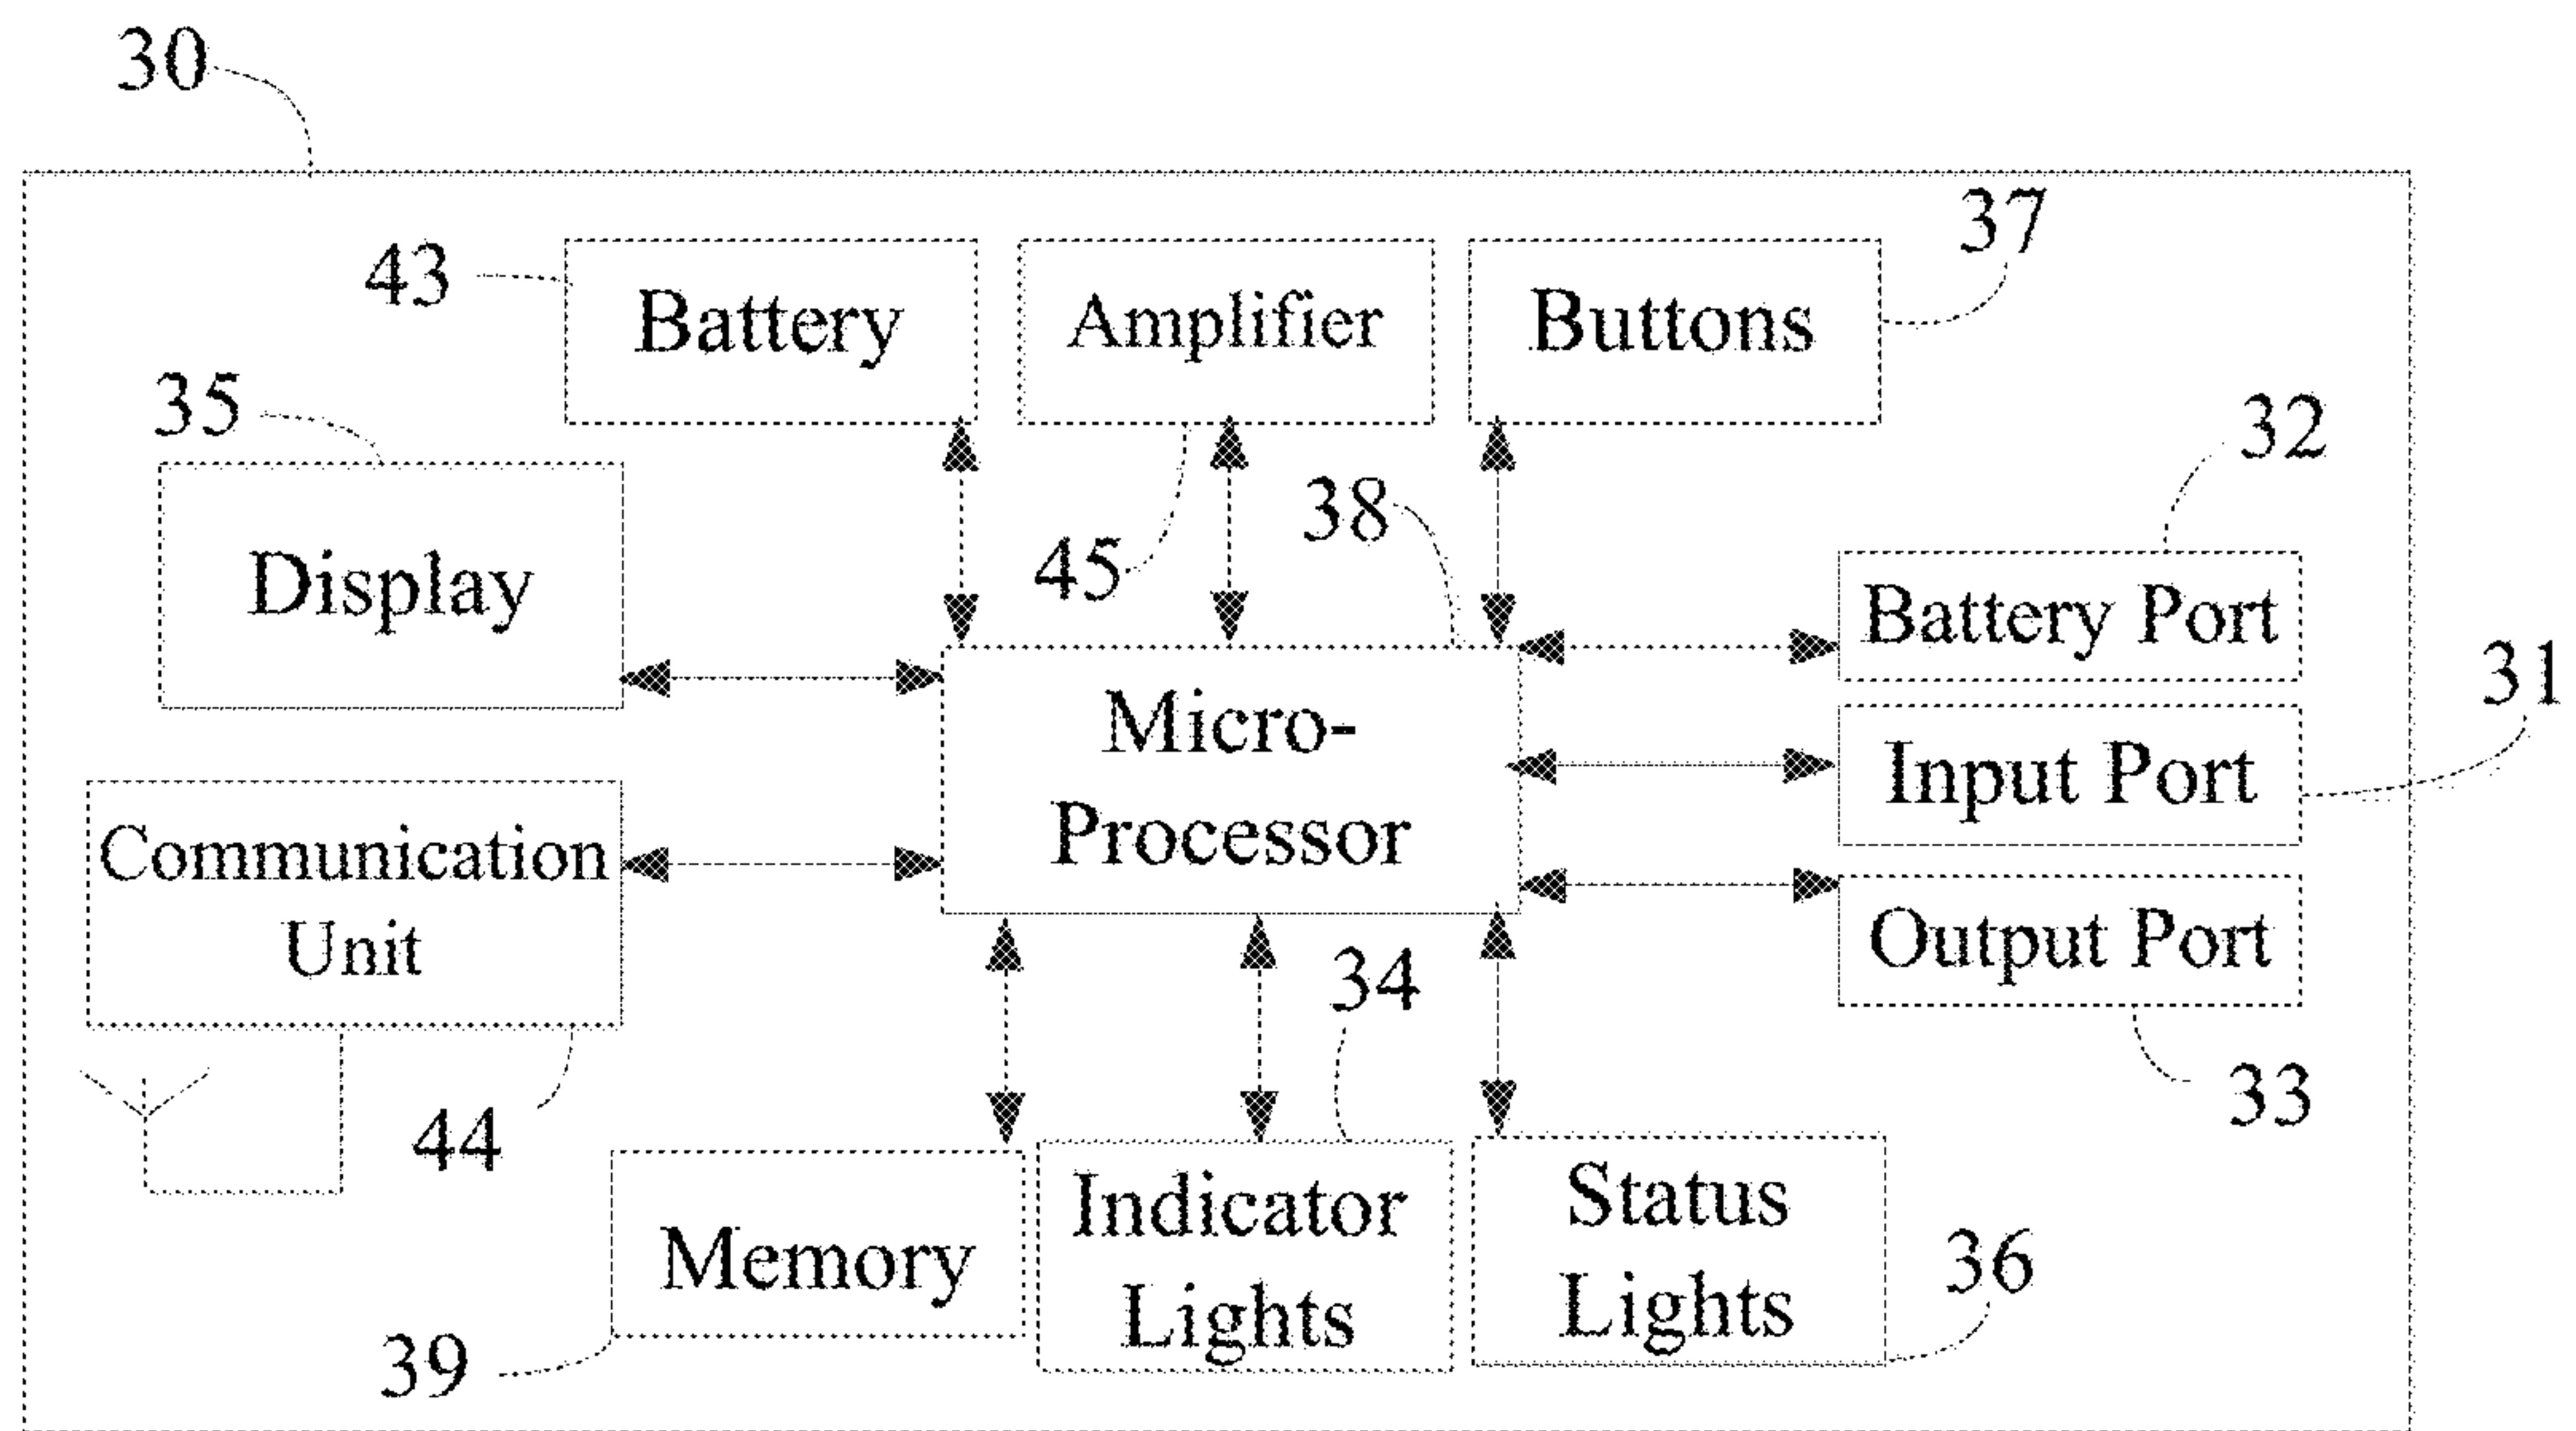 30
37
43
Battery
Amplifier
Buttons
35
32
38
45
Display
Battery Port
31
Micro-
Processor
Input Port
Communication
Unit
Output Port
34
33
44
Memory
Indicator
Lights
Status
Lights
36
39